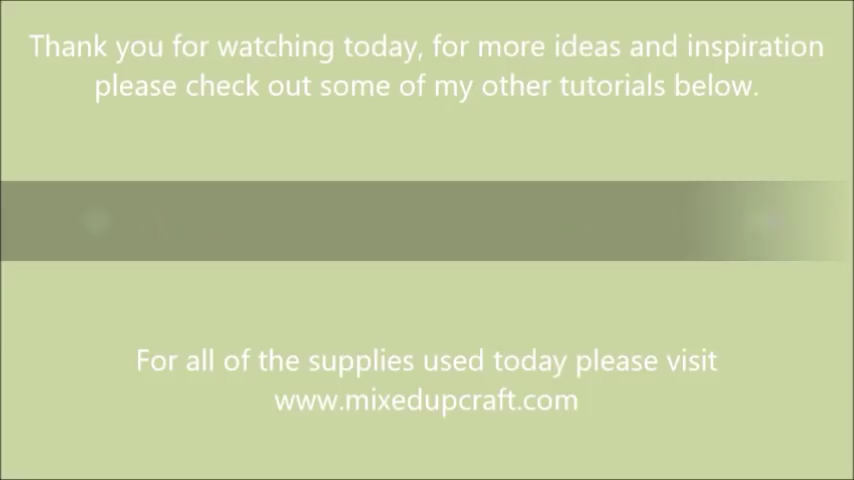 Thank you for watching today, for more ideas and inspiration
please check out some of my other tutorials below.
For all of the supplies used today please visit
www.mixedupcraft.com